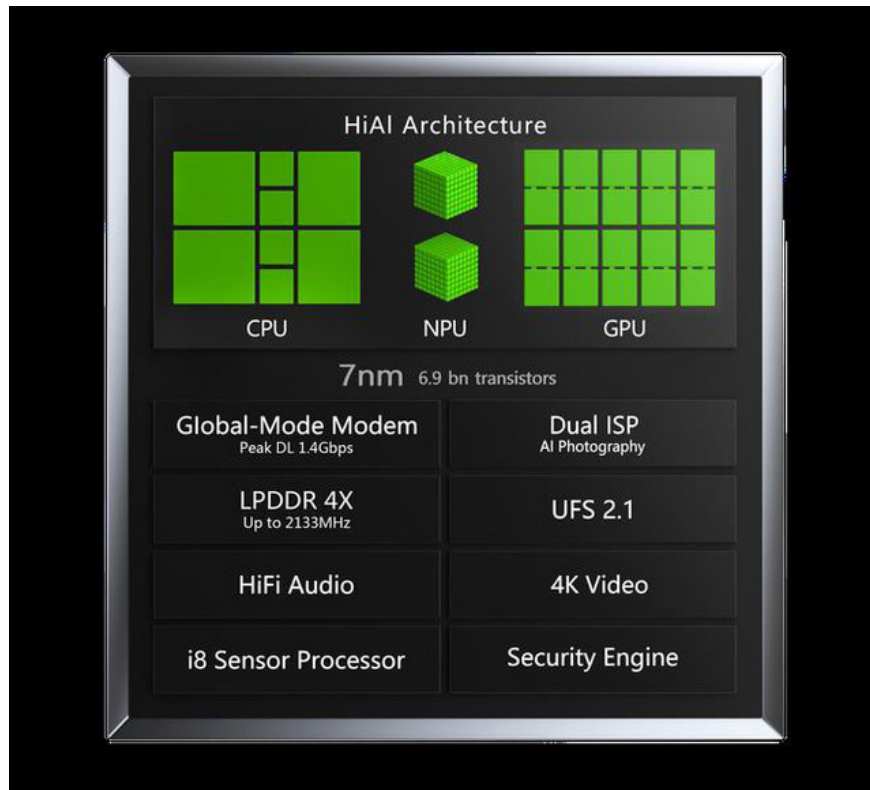 HiAI Architecture
CPU NPU GPU
7nm 6.9 bn transistors
Global-Mode Modem
Peak DL 1.4Gbps
Dual ISP
AI Photography
LPDDR 4X
Up to 2133MHz
UFS 2.1
HiFi Audio
4K Video
i8 Sensor Processor
Security Engine